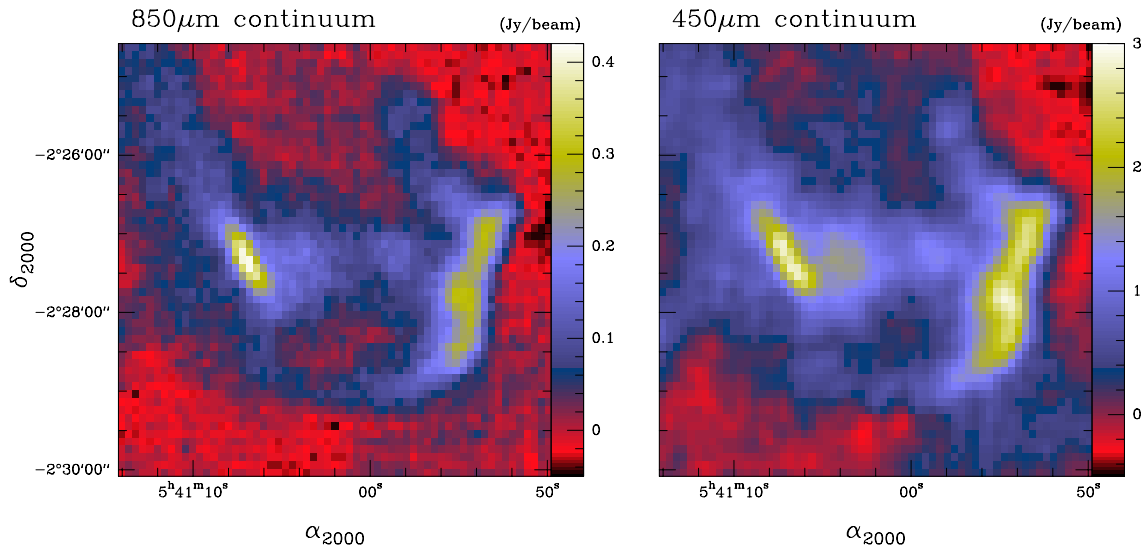 850μm continuum (Jy/beam)
0.4
0.3
0.2
0.1
0
−2°26′00″
−2°28′00″
−2°30′00″
δ2000
5ʰ41ᵐ10ˢ 00ˢ 50ˢ
α2000
450μm continuum (Jy/beam)
3
2
1
0
5ʰ41ᵐ10ˢ 00ˢ 50ˢ
α2000